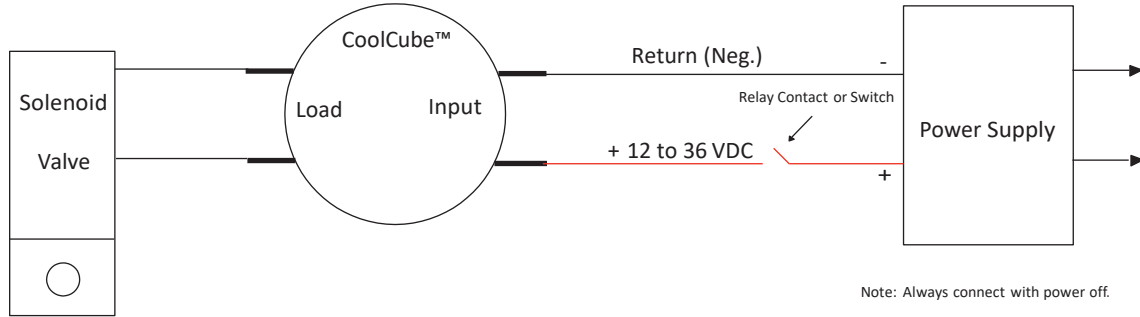 CoolCube™
Solenoid
Valve
Load
Input
Return (Neg.)
-
Relay Contact or Switch
+ 12 to 36 VDC
+
Power Supply
Note: Always connect with power off.